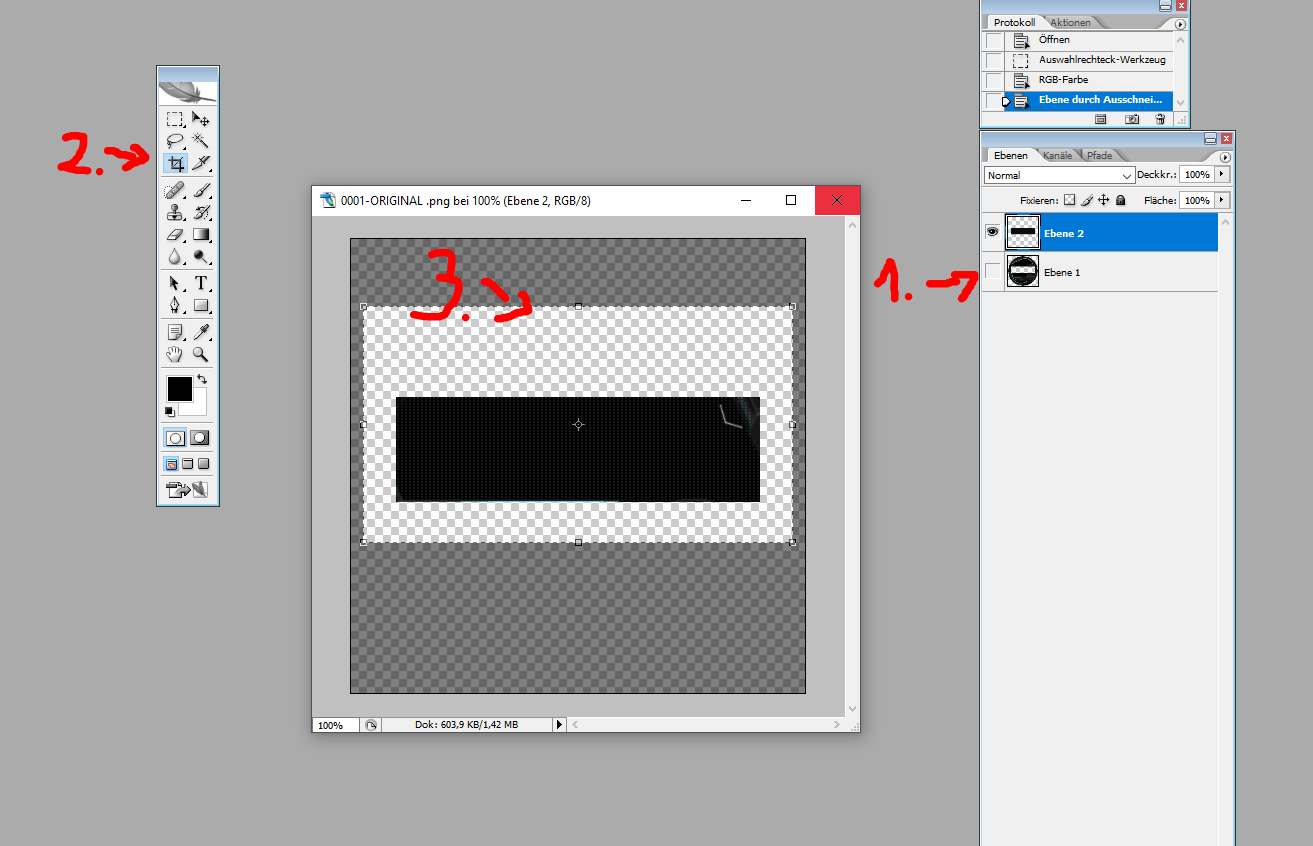 Protokoll Aktionen
Öffnen
Auswahlrechteck-Werkzeug
RGB-Farbe
Ebene durch Ausschnei...
2.
Ebenen Kanäle Pfade
Normal Deckkr.: 100%
Fixieren: Fläche: 100%
0001-ORIGINAL .png bei 100% (Ebene 2, RGB/8)
Ebene 2
1.
Ebene 1
3.
T
100% Dok: 603,9 KB/1,42 MB